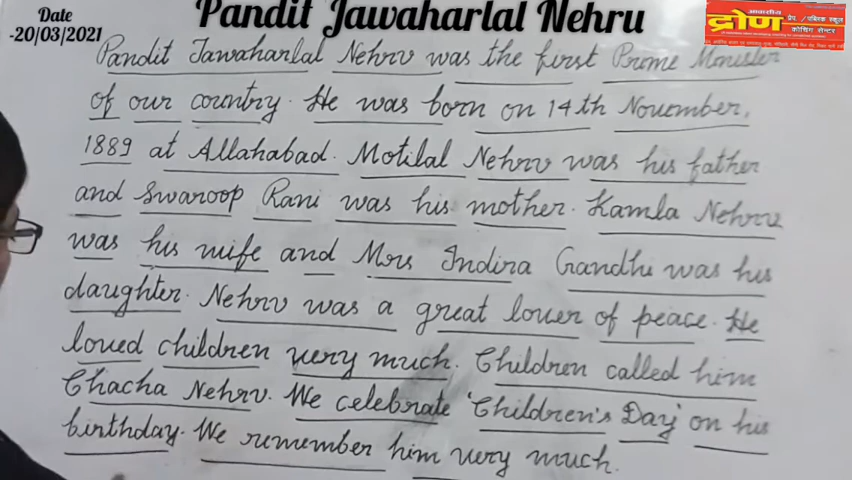 Date
-20/03/2021
Pandit Jawaharlal Nehru
आवासीय
द्रोण प्रेप / पब्लिक स्कूल
कोचिंग सेन्टर
Pandit Jawaharlal Nehru was the first Prome Minister
of our country. He was born on 14th November,
1889 at Allahabad. Motilal Nehru was his father
and Swaroop Rani was his mother. Kamla Nehru
was his wife and Mrs Indira Gandhi was his
daughter. Nehru was a great lover of peace. He
loved children very much. Children called him
Chacha Nehru. We celebrate 'Children's Day' on his
birthday. We remember him very much.